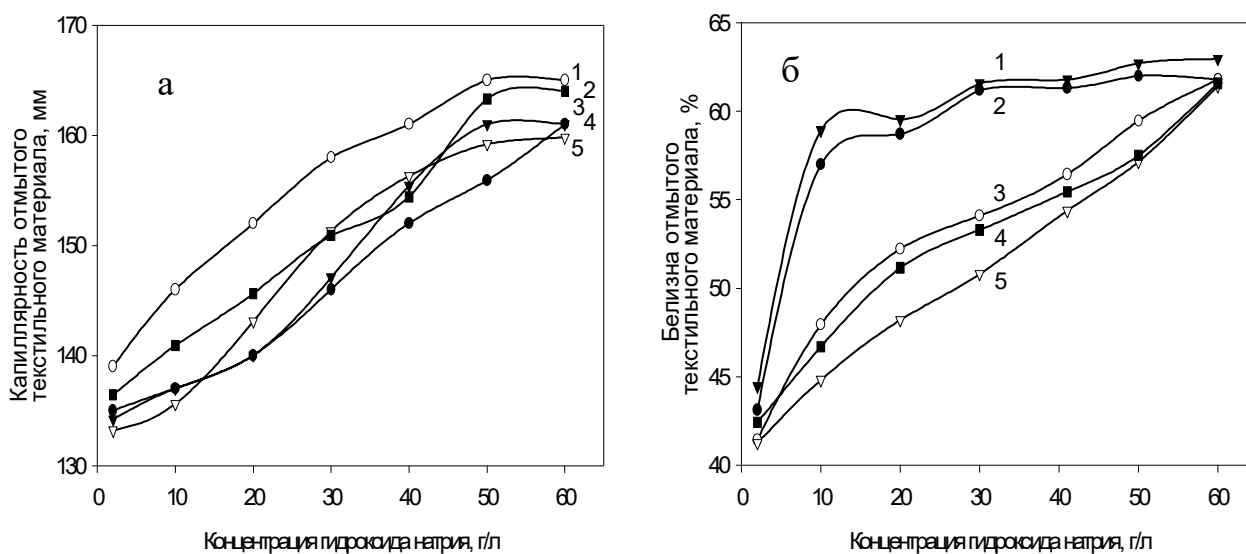 Капиллярность отмытого
текстильного материала, мм
170
160
150
140
130
а
1
2
3
4
5
0 10 20 30 40 50 60
Концентрация гидроксида натрия, г/л
Белизна отмытого
текстильного материала, %
65
60
55
50
45
40
б
1
2
3
4
5
0 10 20 30 40 50 60
Концентрация гидроксида натрия, г/л